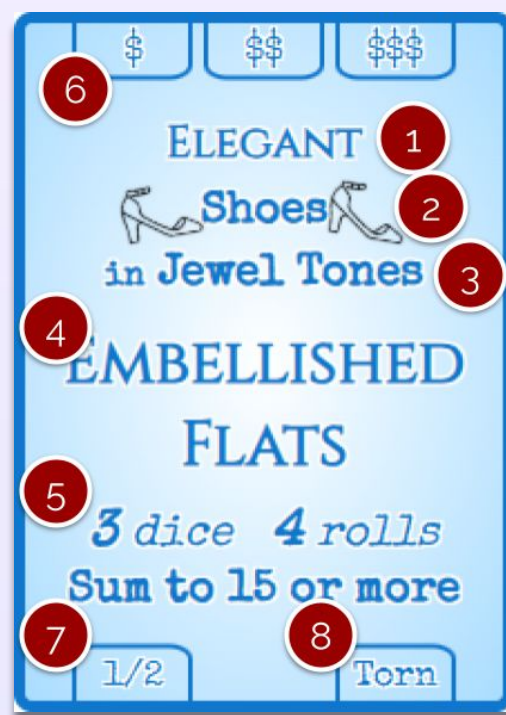 $ $$ $$$
6
Elegant 1
Shoes 2
in Jewel Tones 3
4
Embellished
Flats
5
3 dice 4 rolls
Sum to 15 or more
7 8
1/2 Torn